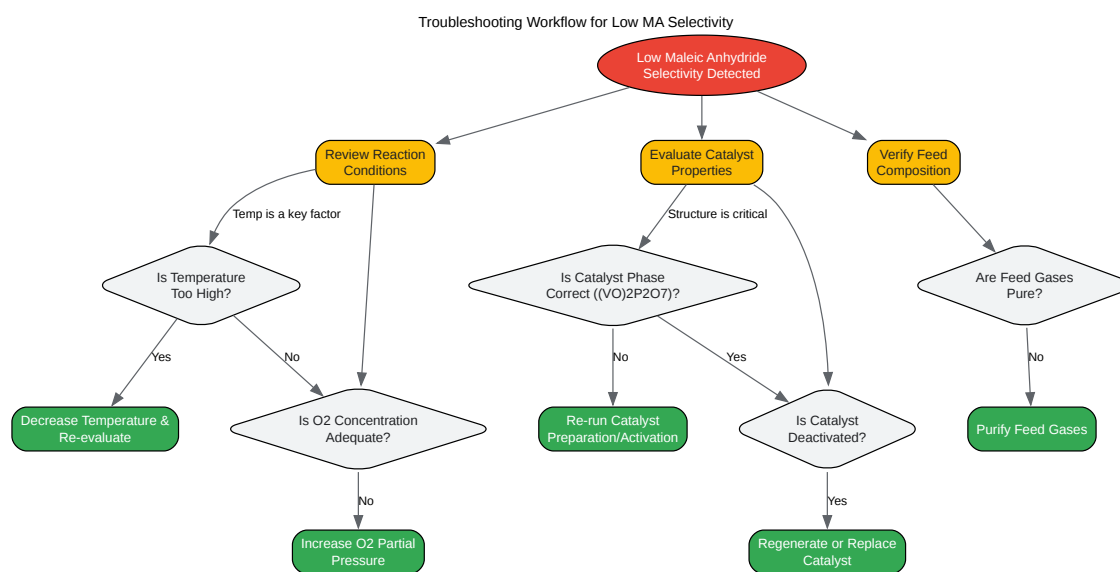 Troubleshooting Workflow for Low MA Selectivity
Low Maleic Anhydride
Selectivity Detected
Review Reaction
Conditions
Evaluate Catalyst
Properties
Verify Feed
Composition
Temp is a key factor
Structure is critical
Is Temperature
Too High?
Is Catalyst Phase
Correct ((VO)2P2O7)?
Are Feed Gases
Pure?
Yes
No
No
Yes
No
Decrease Temperature &
Re-evaluate
Is O2 Concentration
Adequate?
Re-run Catalyst
Preparation/Activation
Is Catalyst
Deactivated?
Purify Feed Gases
No
Yes
Increase O2 Partial
Pressure
Regenerate or Replace
Catalyst